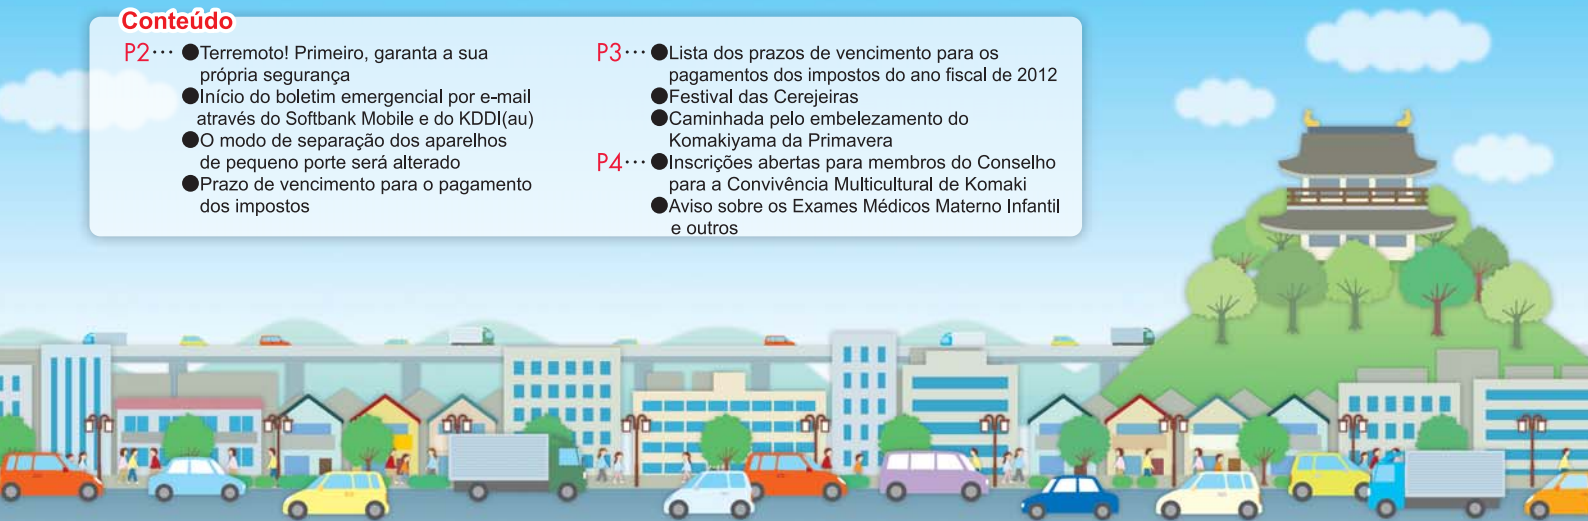 Conteúdo
P2… ●Terremoto! Primeiro, garanta a sua
própria segurança
●Início do boletim emergencial por e-mail
através do Softbank Mobile e do KDDI(au)
●O modo de separação dos aparelhos
de pequeno porte será alterado
●Prazo de vencimento para o pagamento
dos impostos
P3… ●Lista dos prazos de vencimento para os
pagamentos dos impostos do ano fiscal de 2012
●Festival das Cerejeiras
●Caminhada pelo embelezamento do
Komakiyama da Primavera
P4… ●Inscrições abertas para membros do Conselho
para a Convivência Multicultural de Komaki
●Aviso sobre os Exames Médicos Materno Infantil
e outros